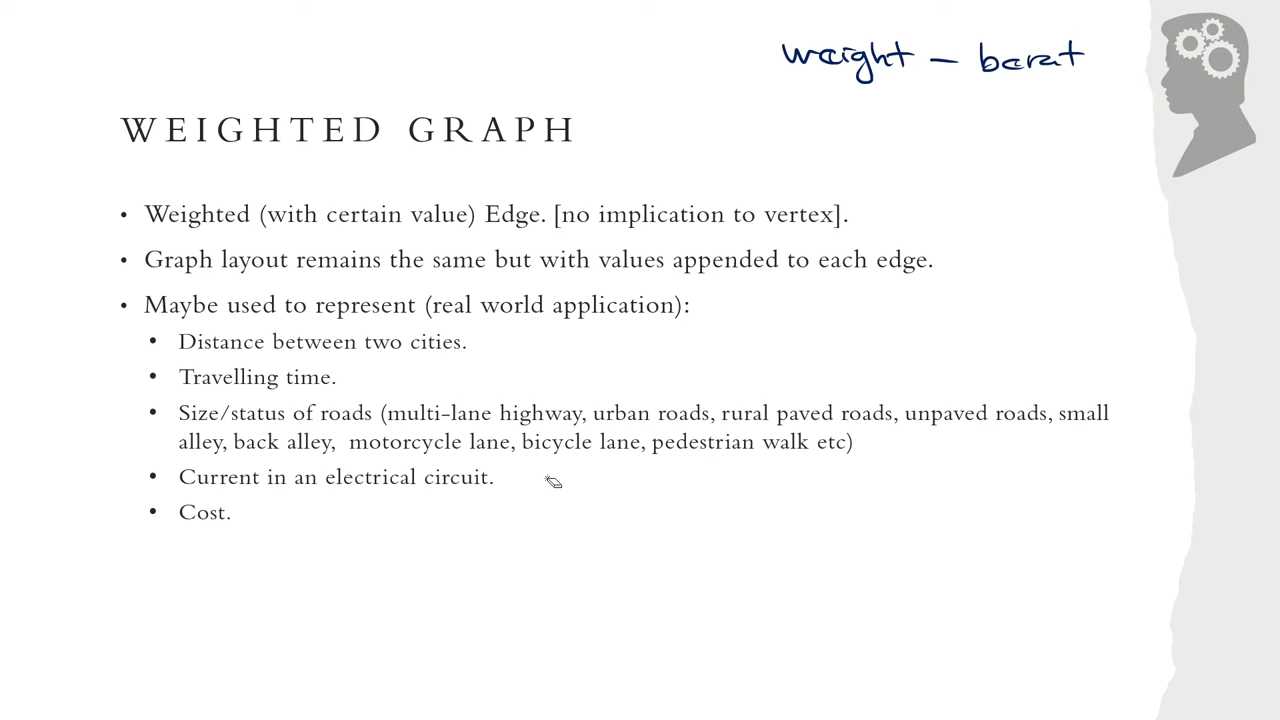 weight – berat
WEIGHTED GRAPH
• Weighted (with certain value) Edge. [no implication to vertex].
• Graph layout remains the same but with values appended to each edge.
• Maybe used to represent (real world application):
• Distance between two cities.
• Travelling time.
• Size/status of roads (multi-lane highway, urban roads, rural paved roads, unpaved roads, small
alley, back alley, motorcycle lane, bicycle lane, pedestrian walk etc)
• Current in an electrical circuit.
• Cost.